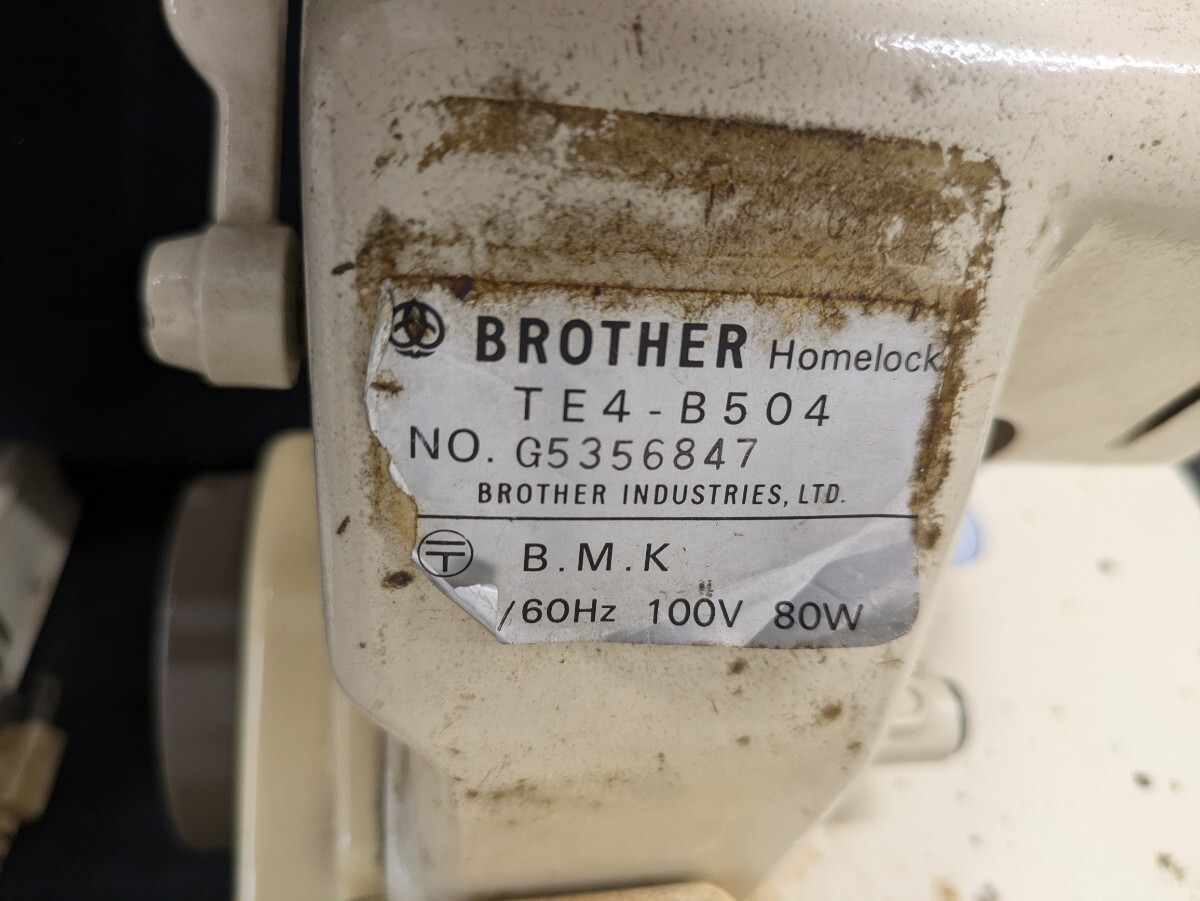 BROTHER Homelock
TE4-B504
NO. G5356847
BROTHER INDUSTRIES, LTD.
B.M.K
/60Hz 100V 80W